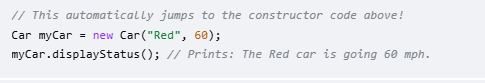 // This automatically jumps to the constructor code above!
Car myCar = new Car("Red", 60);
myCar.displayStatus(); // Prints: The Red car is going 60 mph.